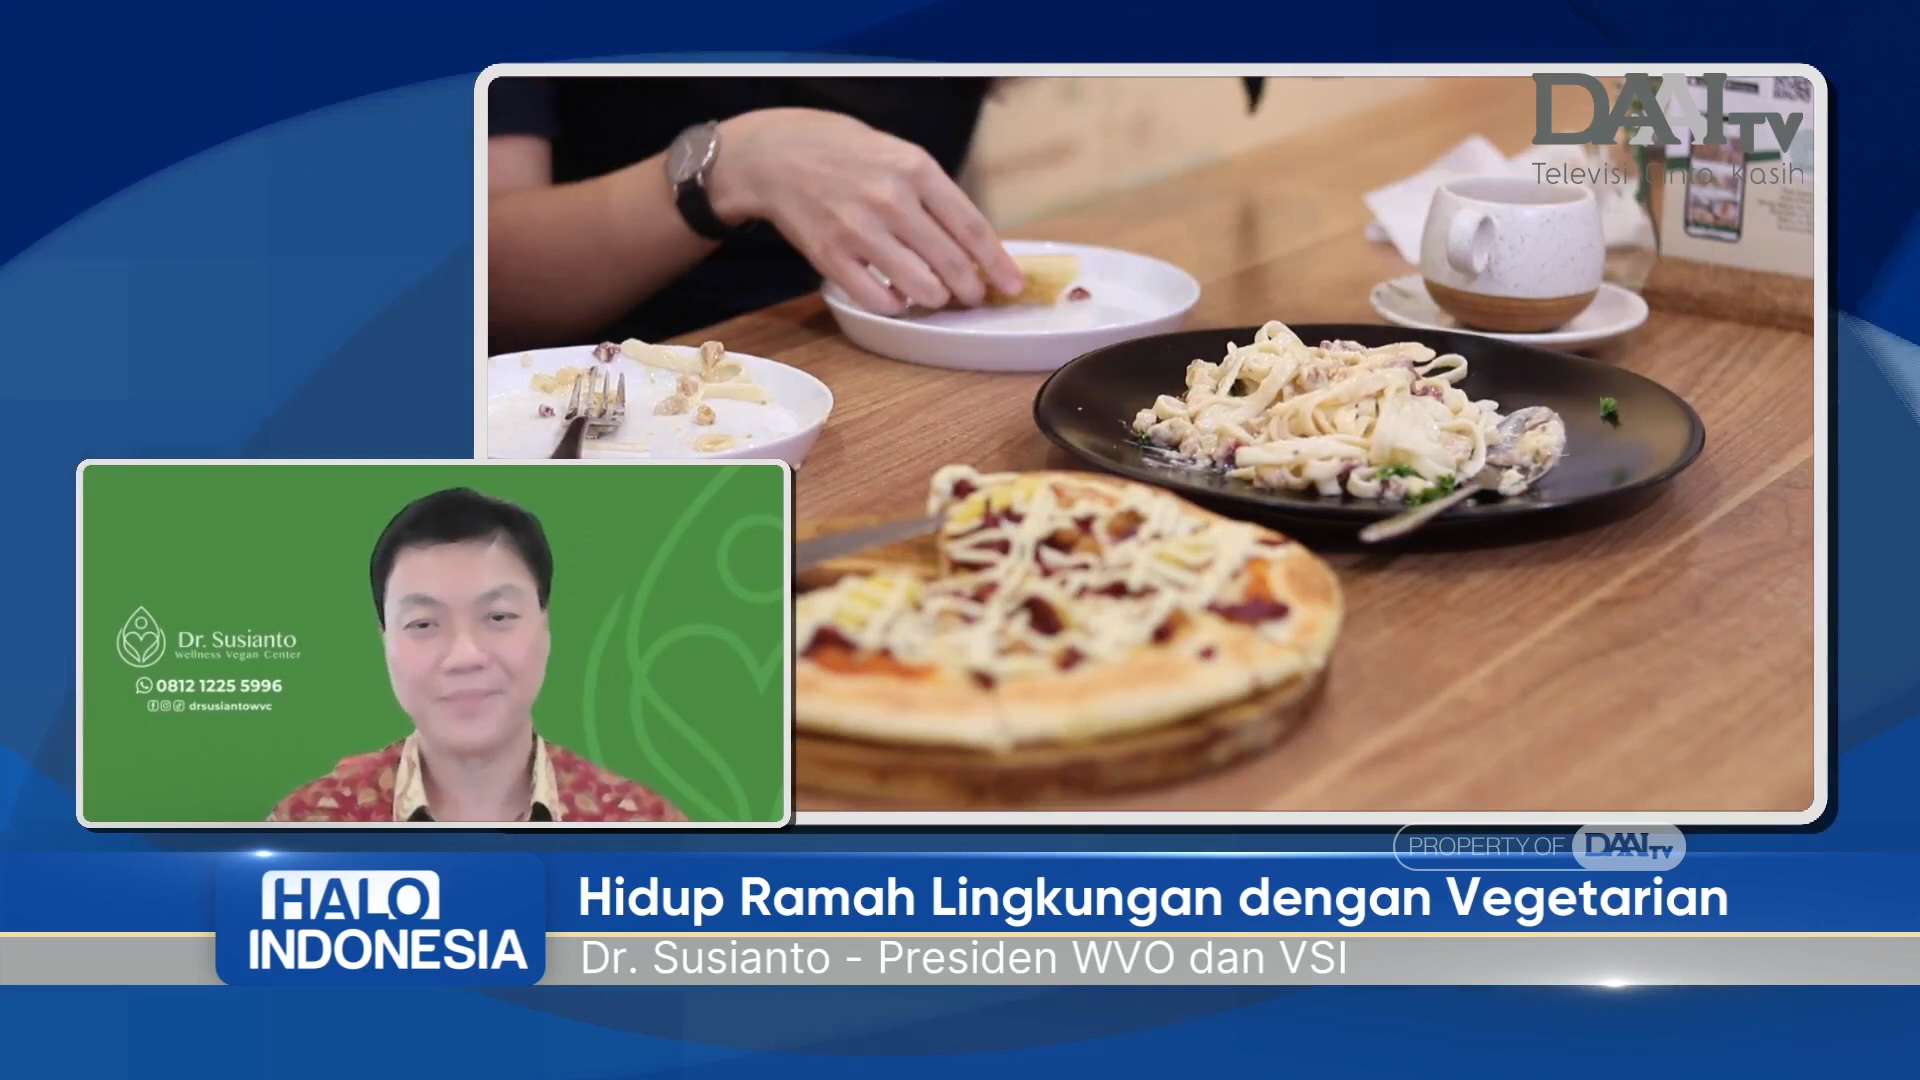 DAAI TV
Televisi Cinta Kasih
Dr. Susianto
Wellness Vegan Center
0812 1225 5996
drsusiantowvc
PROPERTY OF DAAI TV
HALO
INDONESIA
Hidup Ramah Lingkungan dengan Vegetarian
Dr. Susianto - Presiden WVO dan VSI